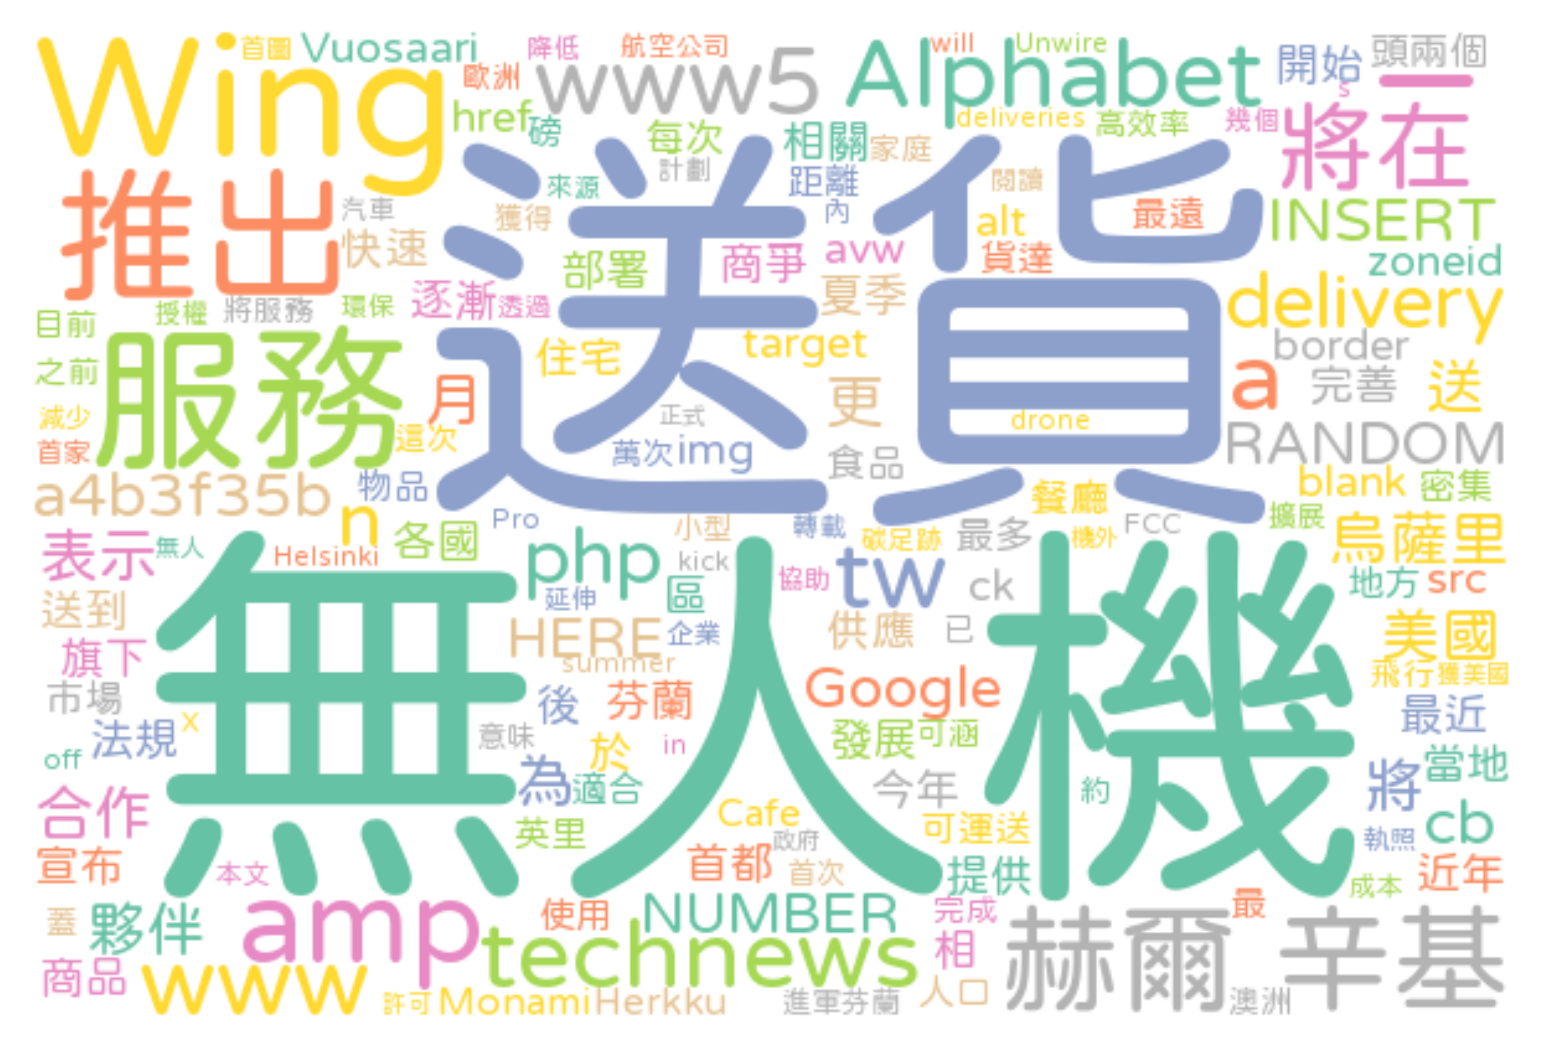 Wing
首圖
Vuosaari
降低
航空公司
will
Unwire
開始
頭兩個
一
歐洲
www5
Alphabet
s
href
磅
每次
相關
家庭
deliveries
高效率
幾個
將在
推出
計劃
距離
閱讀
來源
送貨
汽車
獲得
內
alt
最遠
INSERT
快速
部署
商爭
avw
貨達
zoneid
目前
授權
將服務
環保
逐漸
透過
夏季
delivery
服務
住宅
target
border
之前
月
更
a
完善
送
減少
正式
drone
首家
這次
萬次
img
食品
RANDOM
a4b3f35b
物品
blank
密集
n
Pro
小型
轉載
餐廳
最多
FCC
擴展
表示
無人
Helsinki
各國
php
kick
碳足跡
機外
烏薩里
無人機
協助
tw
ck
地方
src
送到
延伸
區
HERE
企業
供應
已
美國
旗下
summer
Google
飛行
獲美國
市場
後
芬蘭
最近
法規
x
意味
於
in
發展
可涵
off
為
適合
今年
約
將
當地
合作
英里
Cafe
政府
可運送
執照
cb
宣布
本文
首都
首次
提供
成本
近年
蓋
夥伴
amp
使用
NUMBER
完成
最
赫爾
辛基
商品
www
technews
相
許可
Monami
Herkku
進軍芬蘭
人口
澳洲